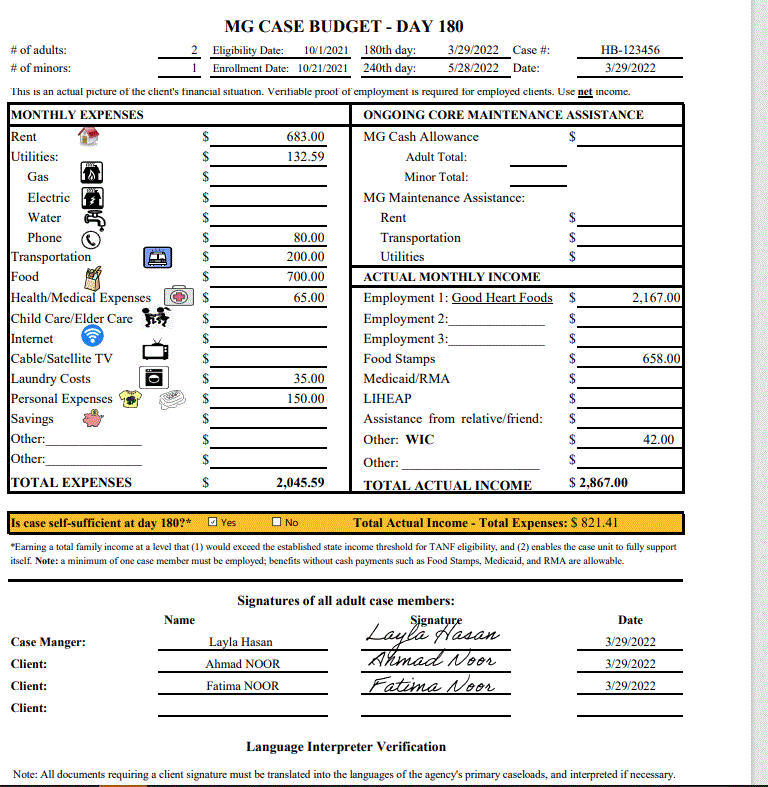 MG CASE BUDGET - DAY 180
# of adults: 2 Eligibility Date: 10/1/2021 180th day: 3/29/2022 Case #: HB-123456
# of minors: 1 Enrollment Date: 10/21/2021 240th day: 5/28/2022 Date: 3/29/2022
This is an actual picture of the client's financial situation. Verifiable proof of employment is required for employed clients. Use net income.
MONTHLY EXPENSES
Rent $ 683.00
Utilities: $ 132.59
Gas $
Electric $
Water $
Phone $ 80.00
Transportation $ 200.00
Food $ 700.00
Health/Medical Expenses $ 65.00
Child Care/Elder Care $
Internet $
Cable/Satellite TV $
Laundry Costs $ 35.00
Personal Expenses $ 150.00
Savings $
Other:_______________ $
Other:_______________ $
TOTAL EXPENSES $ 2,045.59
ONGOING CORE MAINTENANCE ASSISTANCE
MG Cash Allowance $
Adult Total:
Minor Total:
MG Maintenance Assistance:
Rent $
Transportation $
Utilities $
ACTUAL MONTHLY INCOME
Employment 1: Good Heart Foods $ 2,167.00
Employment 2:_______________ $
Employment 3:_______________ $
Food Stamps $ 658.00
Medicaid/RMA $
LIHEAP $
Assistance from relative/friend: $
Other: WIC $ 42.00
Other: _____________________ $
TOTAL ACTUAL INCOME $ 2,867.00
Is case self-sufficient at day 180?* Yes No Total Actual Income - Total Expenses: $ 821.41
*Earning a total family income at a level that (1) would exceed the established state income threshold for TANF eligibility, and (2) enables the case unit to fully support
itself. Note: a minimum of one case member must be employed; benefits without cash payments such as Food Stamps, Medicaid, and RMA are allowable.
Signatures of all adult case members:
Name Signature Date
Case Manger: Layla Hasan Layla Hasan 3/29/2022
Client: Ahmad NOOR Ahmad Noor 3/29/2022
Client: Fatima NOOR Fatima Noor 3/29/2022
Client:
Language Interpreter Verification
Note: All documents requiring a client signature must be translated into the languages of the agency's primary caseloads, and interpreted if necessary.